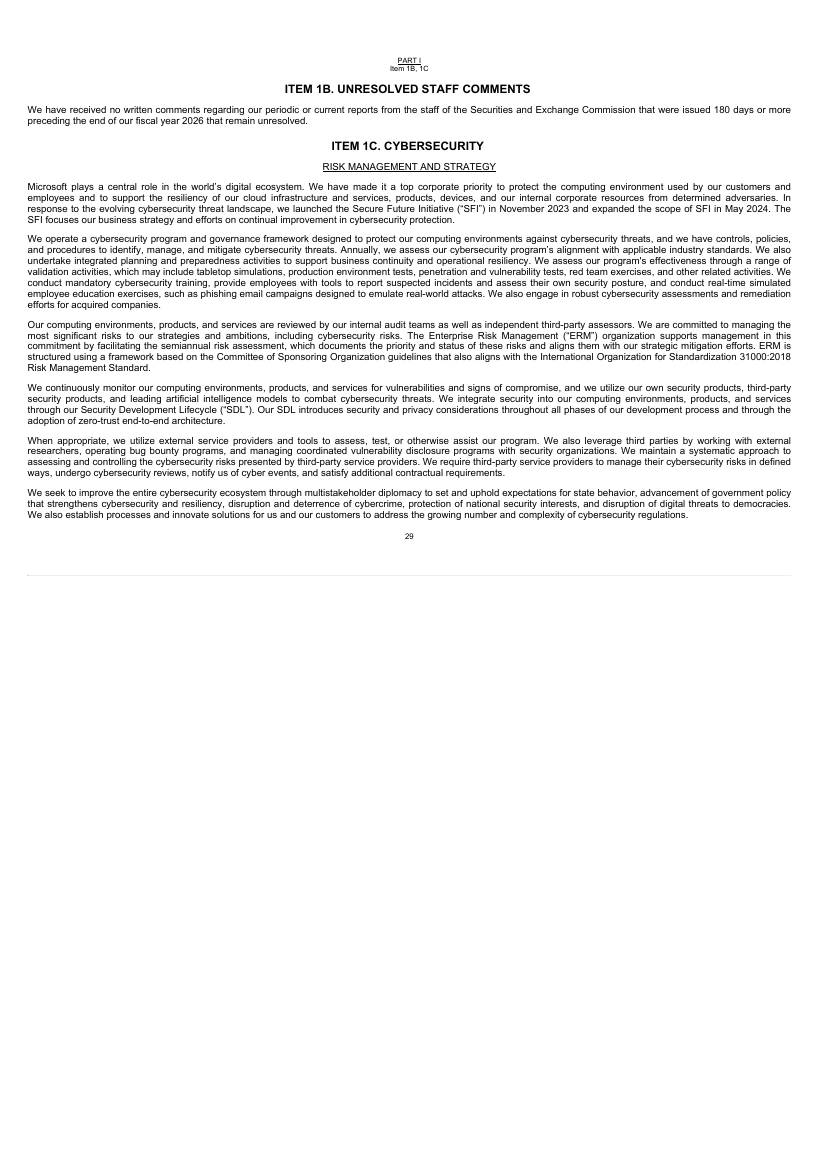 PART I
Item 1B, 1C
ITEM 1B. UNRESOLVED STAFF COMMENTS
We have received no written comments regarding our periodic or current reports from the staff of the Securities and Exchange Commission that were issued 180 days or more
preceding the end of our fiscal year 2026 that remain unresolved.
ITEM 1C. CYBERSECURITY
RISK MANAGEMENT AND STRATEGY
Microsoft plays a central role in the world’s digital ecosystem. We have made it a top corporate priority to protect the computing environment used by our customers and
employees and to support the resiliency of our cloud infrastructure and services, products, devices, and our internal corporate resources from determined adversaries. In
response to the evolving cybersecurity threat landscape, we launched the Secure Future Initiative (“SFI”) in November 2023 and expanded the scope of SFI in May 2024. The
SFI focuses our business strategy and efforts on continual improvement in cybersecurity protection.
We operate a cybersecurity program and governance framework designed to protect our computing environments against cybersecurity threats, and we have controls, policies,
and procedures to identify, manage, and mitigate cybersecurity threats. Annually, we assess our cybersecurity program’s alignment with applicable industry standards. We also
undertake integrated planning and preparedness activities to support business continuity and operational resiliency. We assess our program's effectiveness through a range of
validation activities, which may include tabletop simulations, production environment tests, penetration and vulnerability tests, red team exercises, and other related activities. We
conduct mandatory cybersecurity training, provide employees with tools to report suspected incidents and assess their own security posture, and conduct real-time simulated
employee education exercises, such as phishing email campaigns designed to emulate real-world attacks. We also engage in robust cybersecurity assessments and remediation
efforts for acquired companies.
Our computing environments, products, and services are reviewed by our internal audit teams as well as independent third-party assessors. We are committed to managing the
most significant risks to our strategies and ambitions, including cybersecurity risks. The Enterprise Risk Management (“ERM”) organization supports management in this
commitment by facilitating the semiannual risk assessment, which documents the priority and status of these risks and aligns them with our strategic mitigation efforts. ERM is
structured using a framework based on the Committee of Sponsoring Organization guidelines that also aligns with the International Organization for Standardization 31000:2018
Risk Management Standard.
We continuously monitor our computing environments, products, and services for vulnerabilities and signs of compromise, and we utilize our own security products, third-party
security products, and leading artificial intelligence models to combat cybersecurity threats. We integrate security into our computing environments, products, and services
through our Security Development Lifecycle (“SDL”). Our SDL introduces security and privacy considerations throughout all phases of our development process and through the
adoption of zero-trust end-to-end architecture.
When appropriate, we utilize external service providers and tools to assess, test, or otherwise assist our program. We also leverage third parties by working with external
researchers, operating bug bounty programs, and managing coordinated vulnerability disclosure programs with security organizations. We maintain a systematic approach to
assessing and controlling the cybersecurity risks presented by third-party service providers. We require third-party service providers to manage their cybersecurity risks in defined
ways, undergo cybersecurity reviews, notify us of cyber events, and satisfy additional contractual requirements.
We seek to improve the entire cybersecurity ecosystem through multistakeholder diplomacy to set and uphold expectations for state behavior, advancement of government policy
that strengthens cybersecurity and resiliency, disruption and deterrence of cybercrime, protection of national security interests, and disruption of digital threats to democracies.
We also establish processes and innovate solutions for us and our customers to address the growing number and complexity of cybersecurity regulations.
29